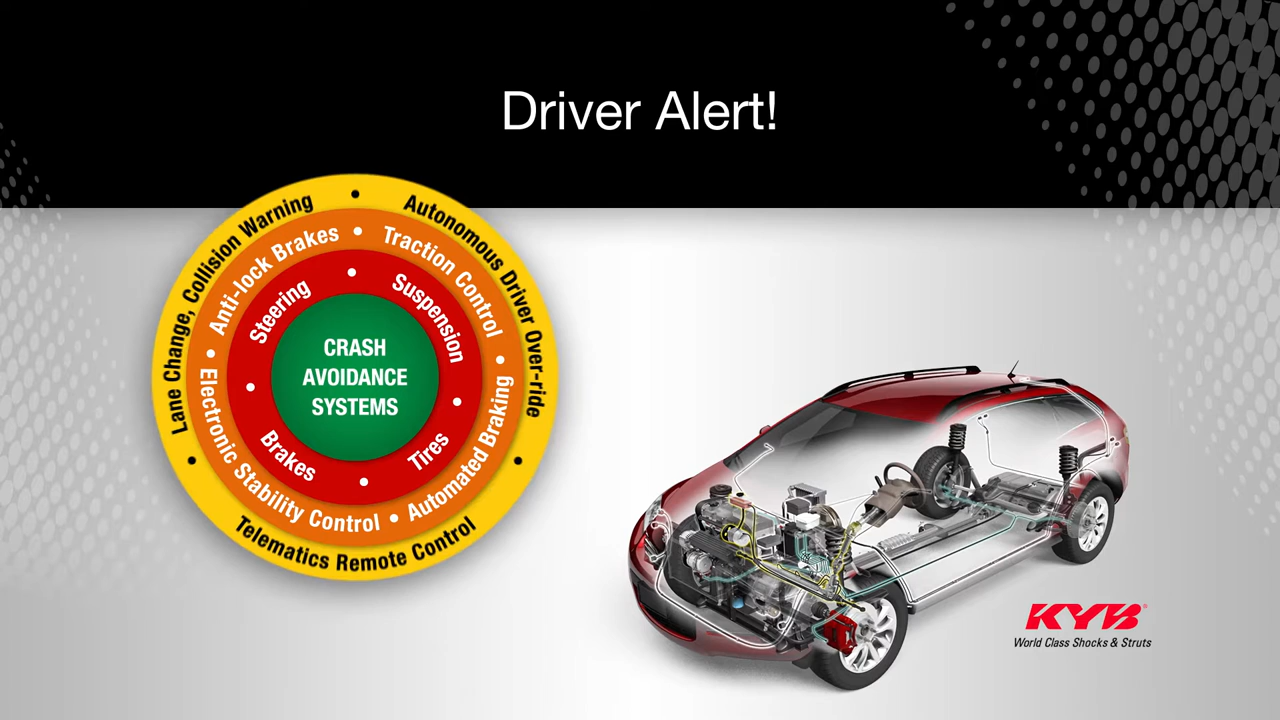 Driver Alert!
Lane Change, Collision Warning • Autonomous Driver Over-ride • Telematics Remote Control •
Anti-lock Brakes • Traction Control • Automated Braking • Electronic Stability Control •
Steering • Suspension • Tires • Brakes •
CRASH
AVOIDANCE
SYSTEMS
KYB®
World Class Shocks & Struts